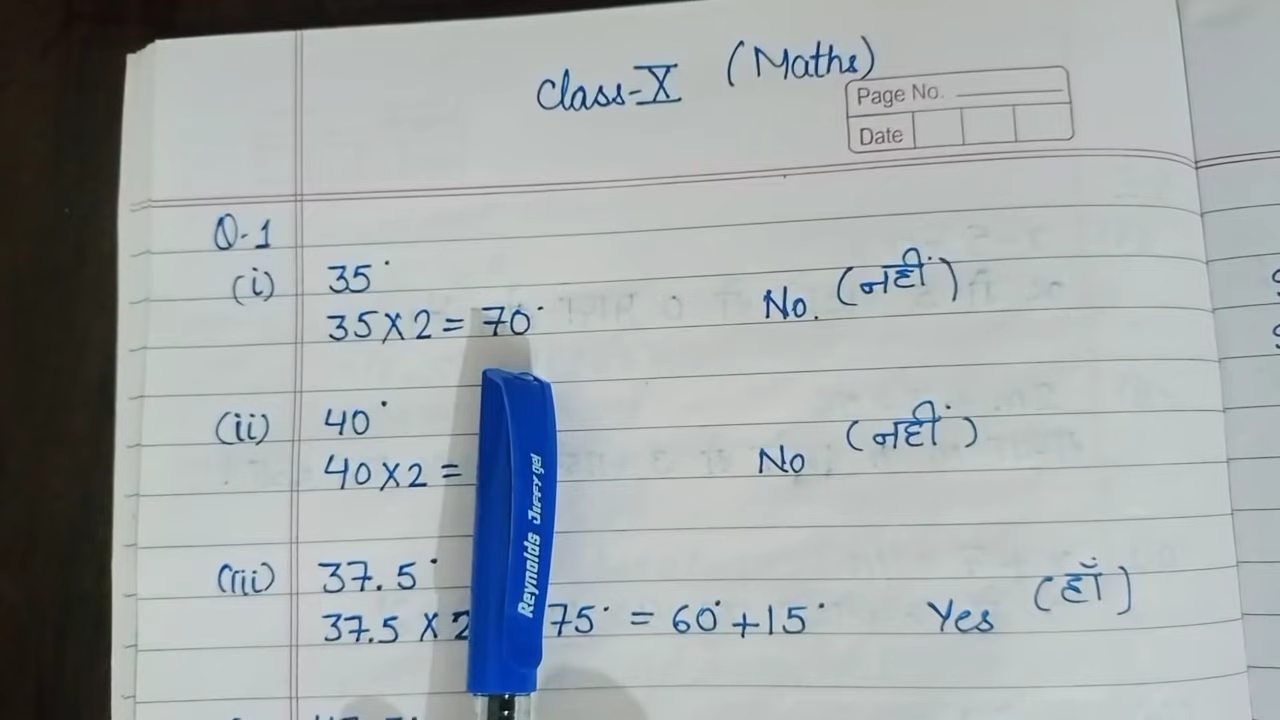 Class-X (Maths)
Page No.
Date
Q.1
(i) 35°
35×2 = 70° No. (नहीं)
(ii) 40°
40×2 = No (नहीं)
(iii) 37.5°
37.5 × 2 75° = 60°+15° Yes (हाँ)
Reynolds JIFFY gel